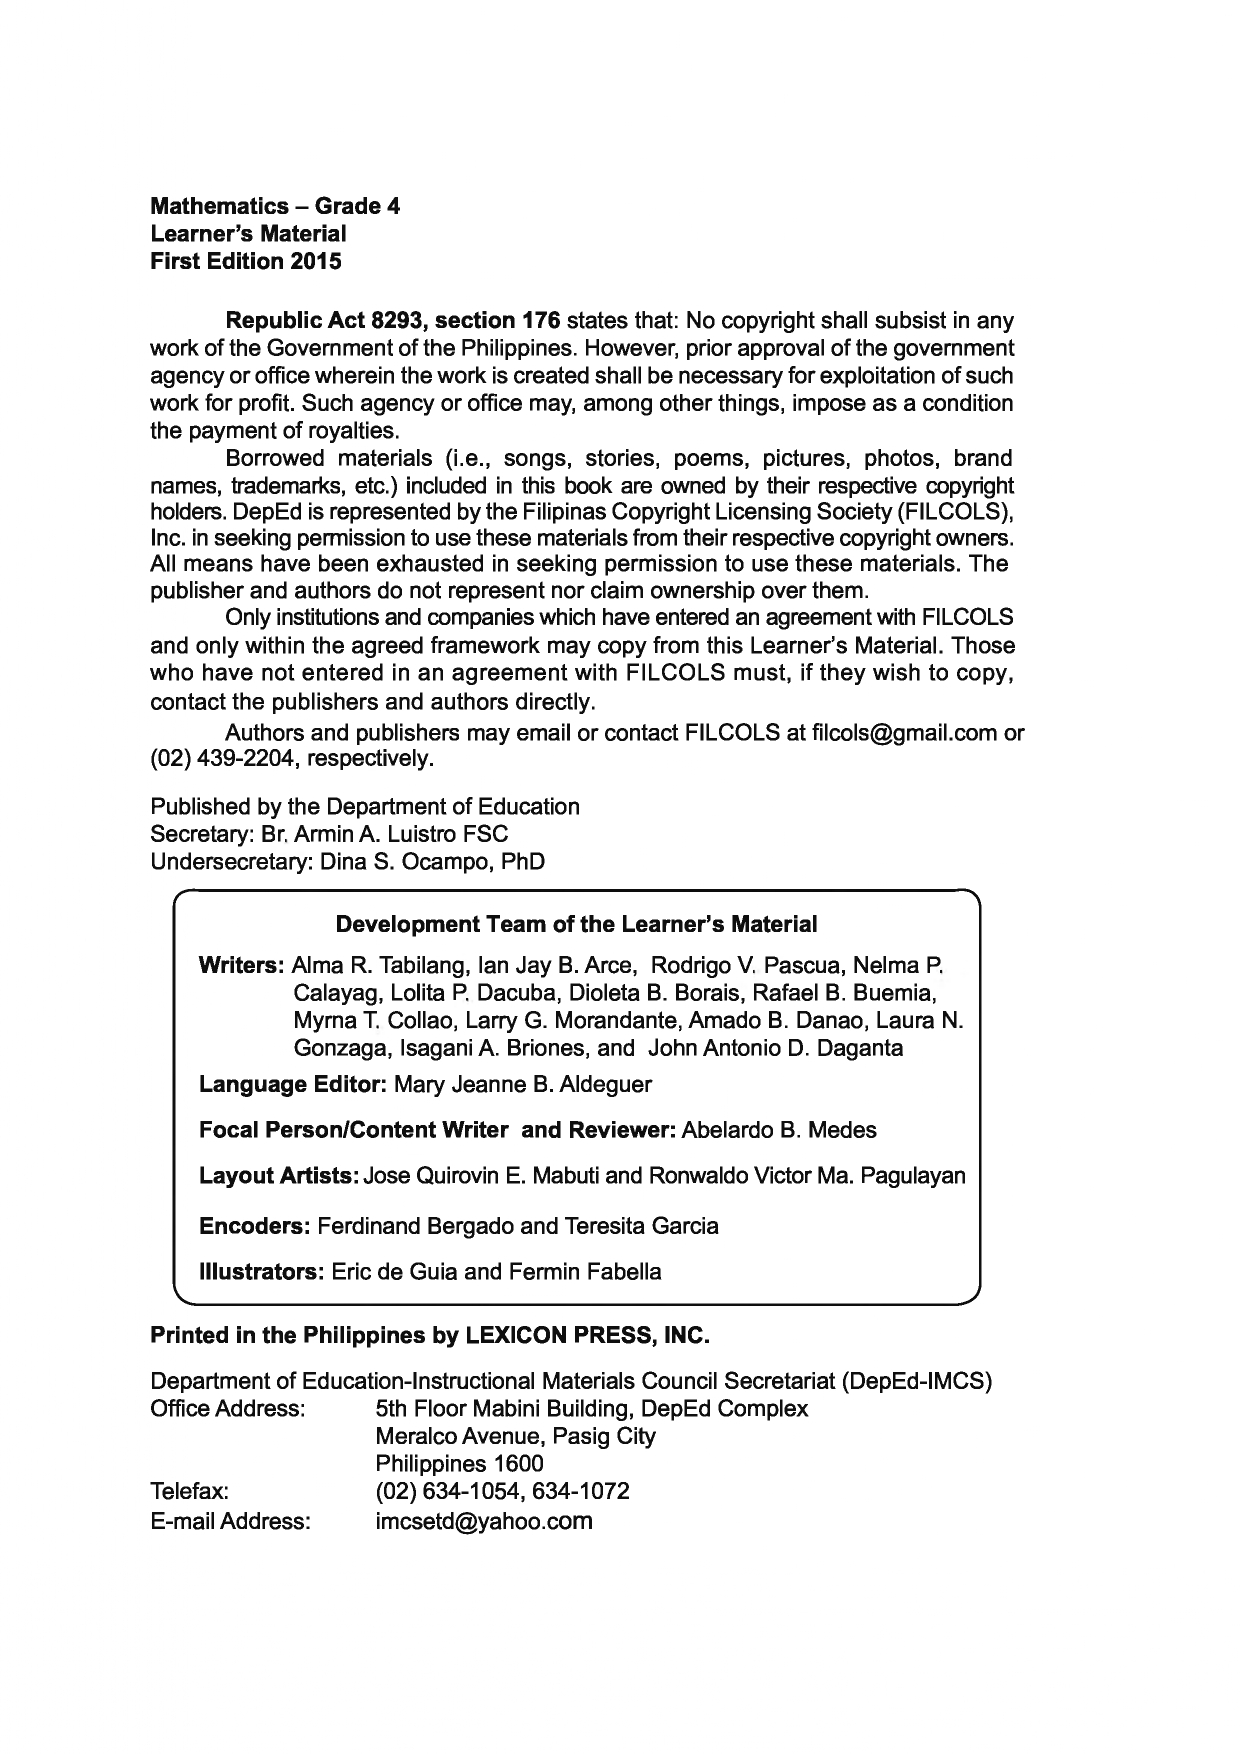 Mathematics – Grade 4
Learner's Material
First Edition 2015
Republic Act 8293, section 176 states that: No copyright shall subsist in any
work of the Government of the Philippines. However, prior approval of the government
agency or office wherein the work is created shall be necessary for exploitation of such
work for profit. Such agency or office may, among other things, impose as a condition
the payment of royalties.
Borrowed materials (i.e., songs, stories, poems, pictures, photos, brand
names, trademarks, etc.) included in this book are owned by their respective copyright
holders. DepEd is represented by the Filipinas Copyright Licensing Society (FILCOLS),
Inc. in seeking permission to use these materials from their respective copyright owners.
All means have been exhausted in seeking permission to use these materials. The
publisher and authors do not represent nor claim ownership over them.
Only institutions and companies which have entered an agreement with FILCOLS
and only within the agreed framework may copy from this Learner's Material. Those
who have not entered in an agreement with FILCOLS must, if they wish to copy,
contact the publishers and authors directly.
Authors and publishers may email or contact FILCOLS at filcols@gmail.com or
(02) 439-2204, respectively.
Published by the Department of Education
Secretary: Br. Armin A. Luistro FSC
Undersecretary: Dina S. Ocampo, PhD
Development Team of the Learner's Material
Writers: Alma R. Tabilang, Ian Jay B. Arce, Rodrigo V. Pascua, Nelma P.
Calayag, Lolita P. Dacuba, Dioleta B. Borais, Rafael B. Buemia,
Myrna T. Collao, Larry G. Morandante, Amado B. Danao, Laura N.
Gonzaga, Isagani A. Briones, and John Antonio D. Daganta
Language Editor: Mary Jeanne B. Aldeguer
Focal Person/Content Writer and Reviewer: Abelardo B. Medes
Layout Artists: Jose Quirovin E. Mabuti and Ronwaldo Victor Ma. Pagulayan
Encoders: Ferdinand Bergado and Teresita Garcia
Illustrators: Eric de Guia and Fermin Fabella
Printed in the Philippines by LEXICON PRESS, INC.
Department of Education-Instructional Materials Council Secretariat (DepEd-IMCS)
Office Address: 5th Floor Mabini Building, DepEd Complex
Meralco Avenue, Pasig City
Philippines 1600
Telefax: (02) 634-1054, 634-1072
E-mail Address: imcsetd@yahoo.com